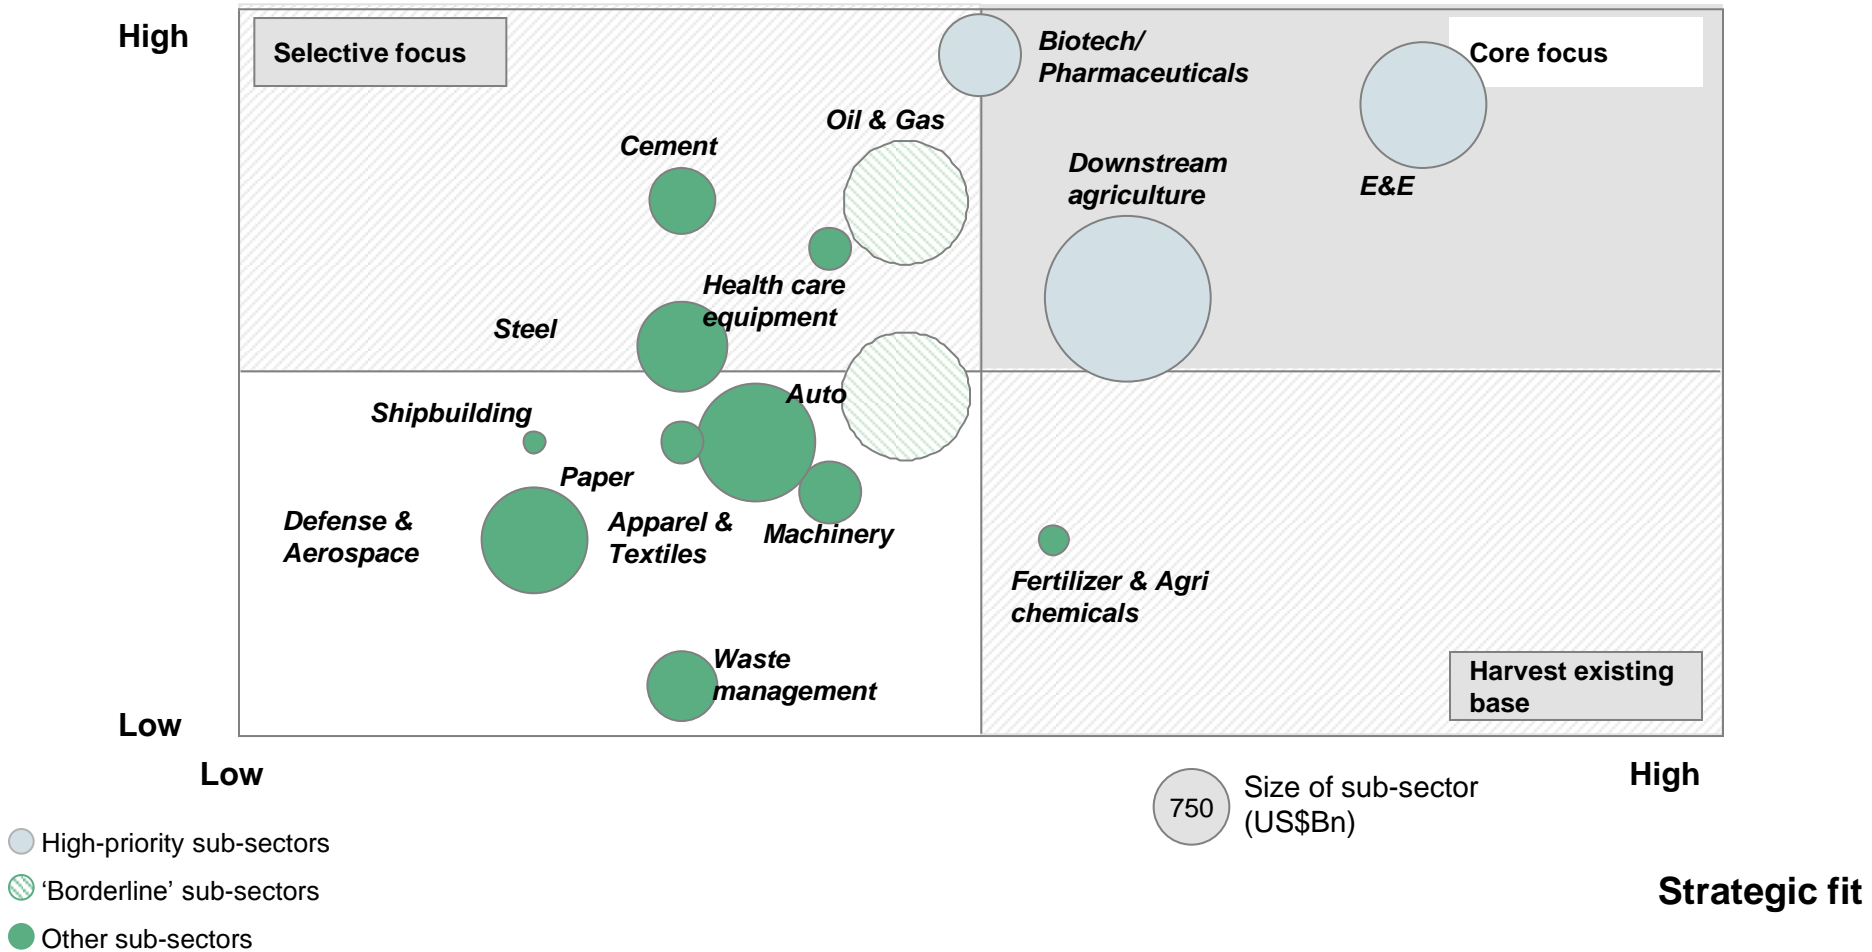 High
Selective focus
Biotech/
Pharmaceuticals
Core focus
Oil & Gas
Cement
Downstream
agriculture
E&E
Health care
equipment
Steel
Auto
Shipbuilding
Paper
Defense &
Aerospace
Apparel &
Textiles
Machinery
Fertilizer & Agri
chemicals
Waste
management
Harvest existing
base
Low
Low
High
750
Size of sub-sector
(US$Bn)
High-priority sub-sectors
‘Borderline’ sub-sectors
Other sub-sectors
Strategic fit